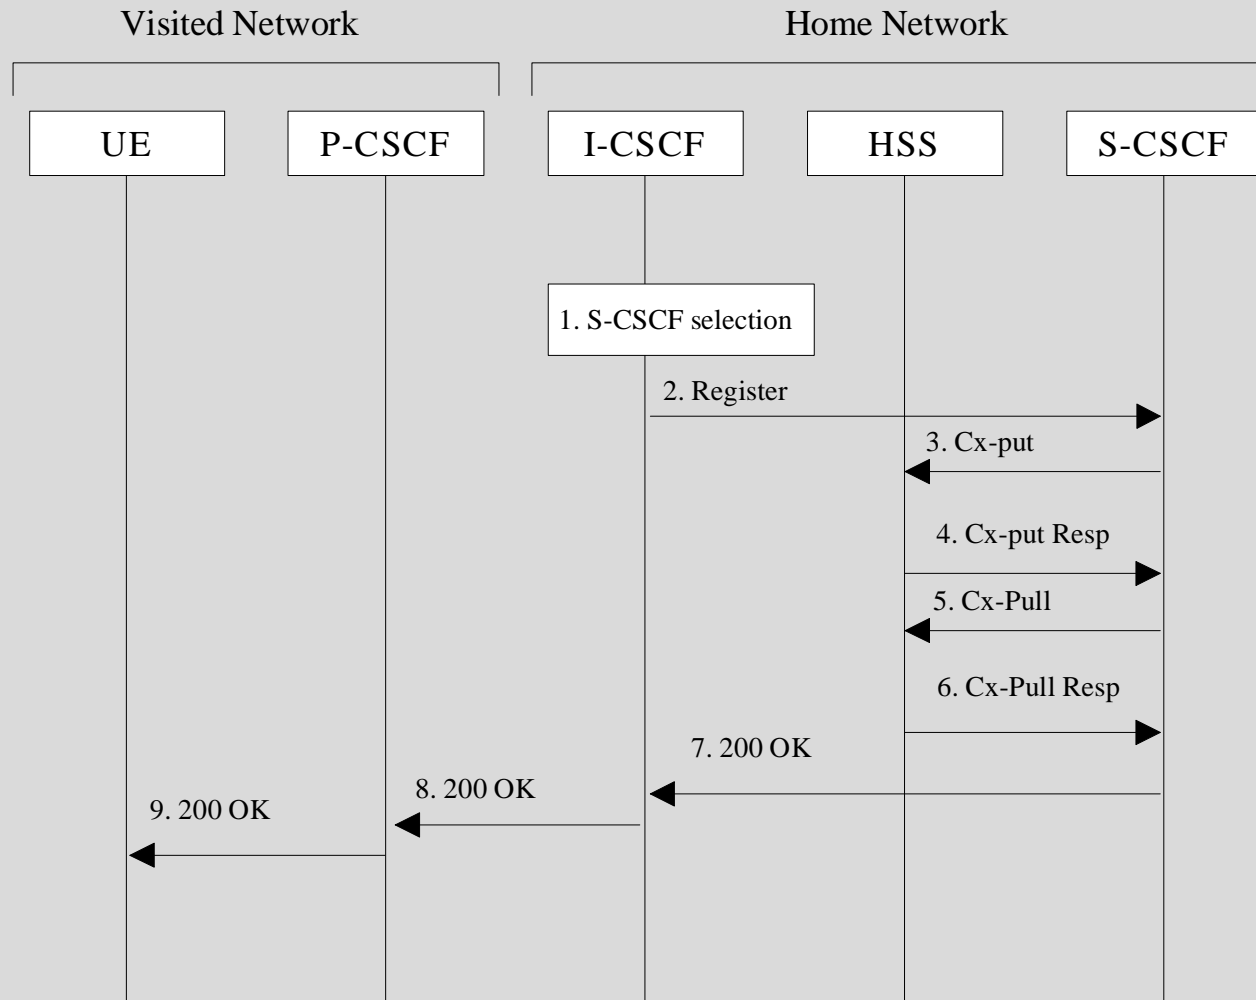 Visited Network
Home Network
UE
P-CSCF
I-CSCF
HSS
S-CSCF
1. S-CSCF selection
2. Register
3. Cx-put
4. Cx-put Resp
5. Cx-Pull
6. Cx-Pull Resp
7. 200 OK
8. 200 OK
9. 200 OK